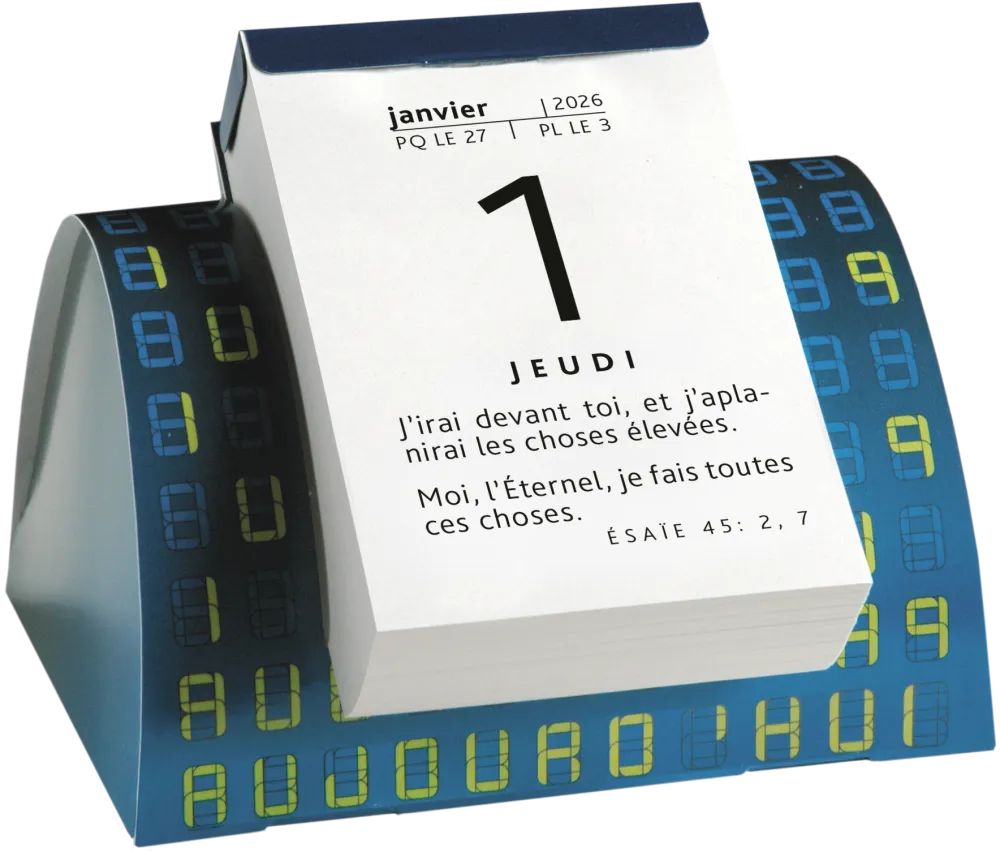 janvier | 2026
PQ LE 27 | PL LE 3
1
JEUDI
J'irai devant toi, et j'apla-
nirai les choses élevées.
Moi, l'Éternel, je fais toutes
ces choses.
ÉSAÏE 45: 2, 7
AUJOURD'HUI